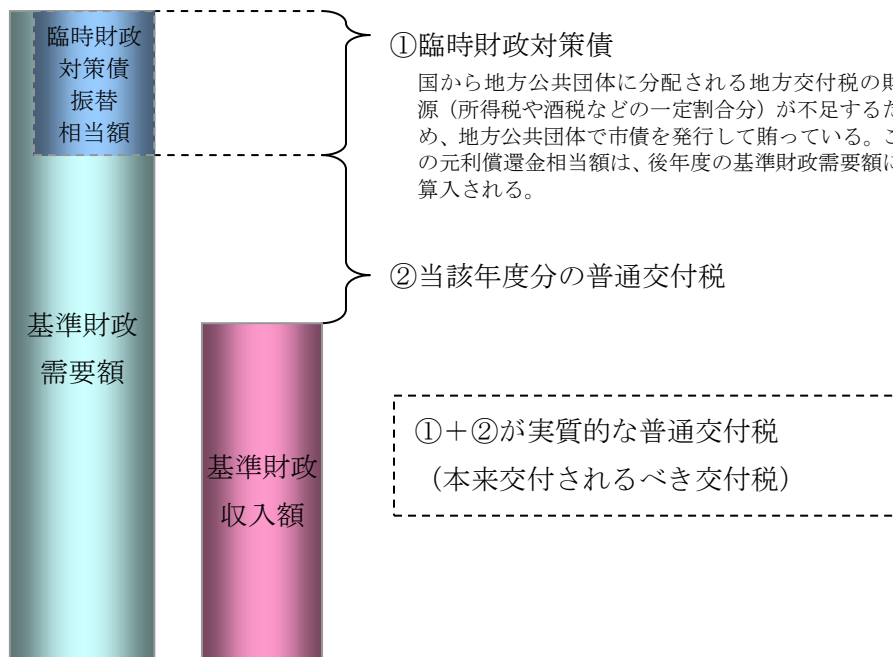 臨時財政
対策債
振替
相当額
①臨時財政対策債
国から地方公共団体に分配される地方交付税の
源（所得税や酒税などの一定割合分）が不足する
め、地方公共団体で市債を発行して賄っている。
の元利償還金相当額は、後年度の基準財政需要額
算入される。
②当該年度分の普通交付税
基準財政
需要額
基準財政
収入額
①＋②が実質的な普通交付税
（本来交付されるべき交付税）